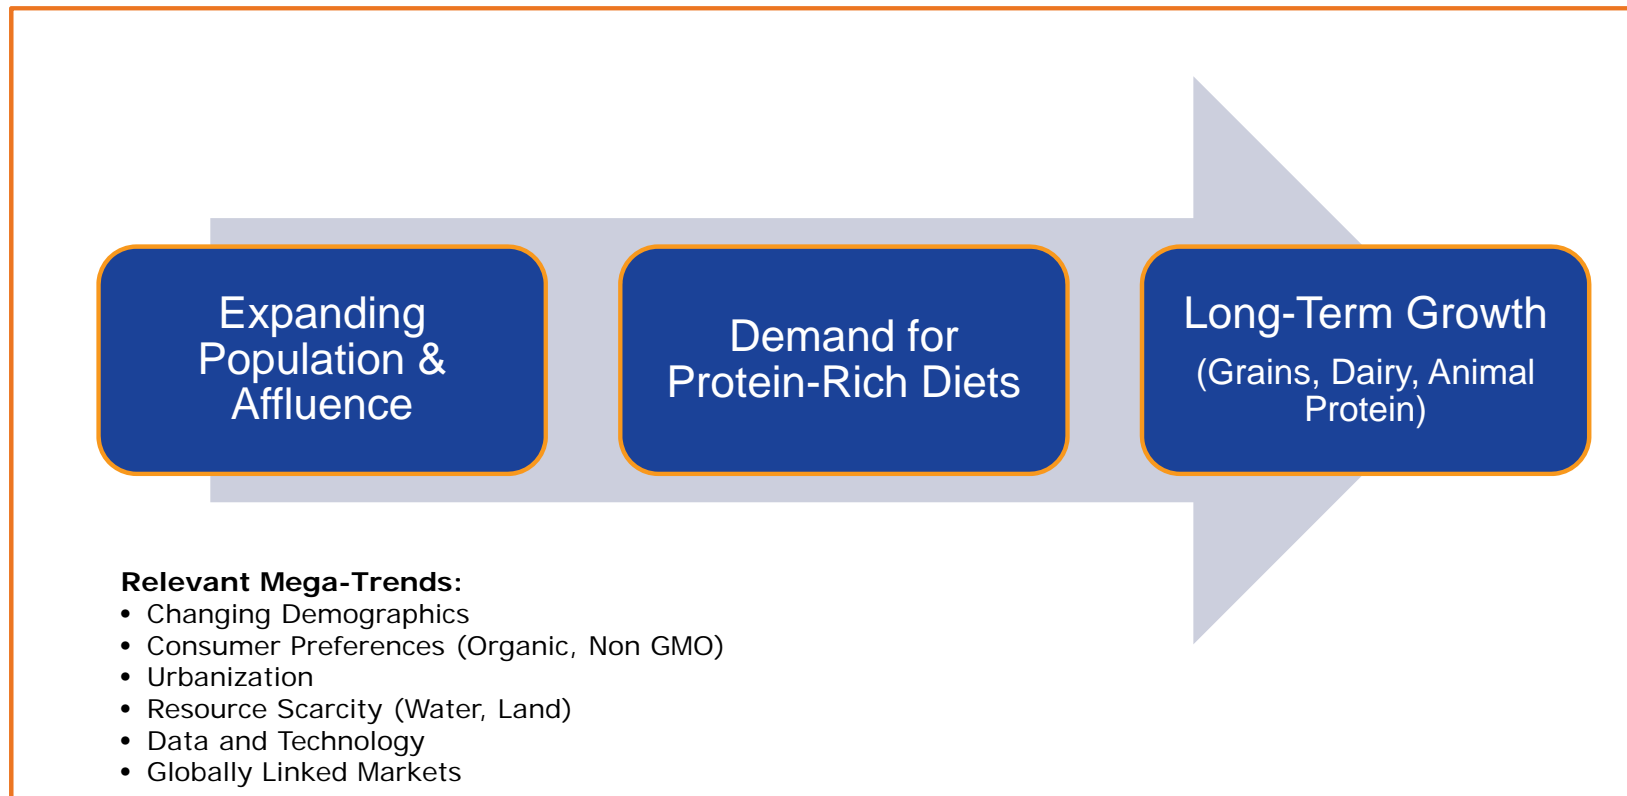 Expanding
Population &
Affluence
Demand for
Protein-Rich Diets
Long-Term Growth
(Grains, Dairy, Animal
Protein)
Relevant Mega-Trends:
• Changing Demographics
• Consumer Preferences (Organic, Non GMO)
• Urbanization
• Resource Scarcity (Water, Land)
• Data and Technology
• Globally Linked Markets